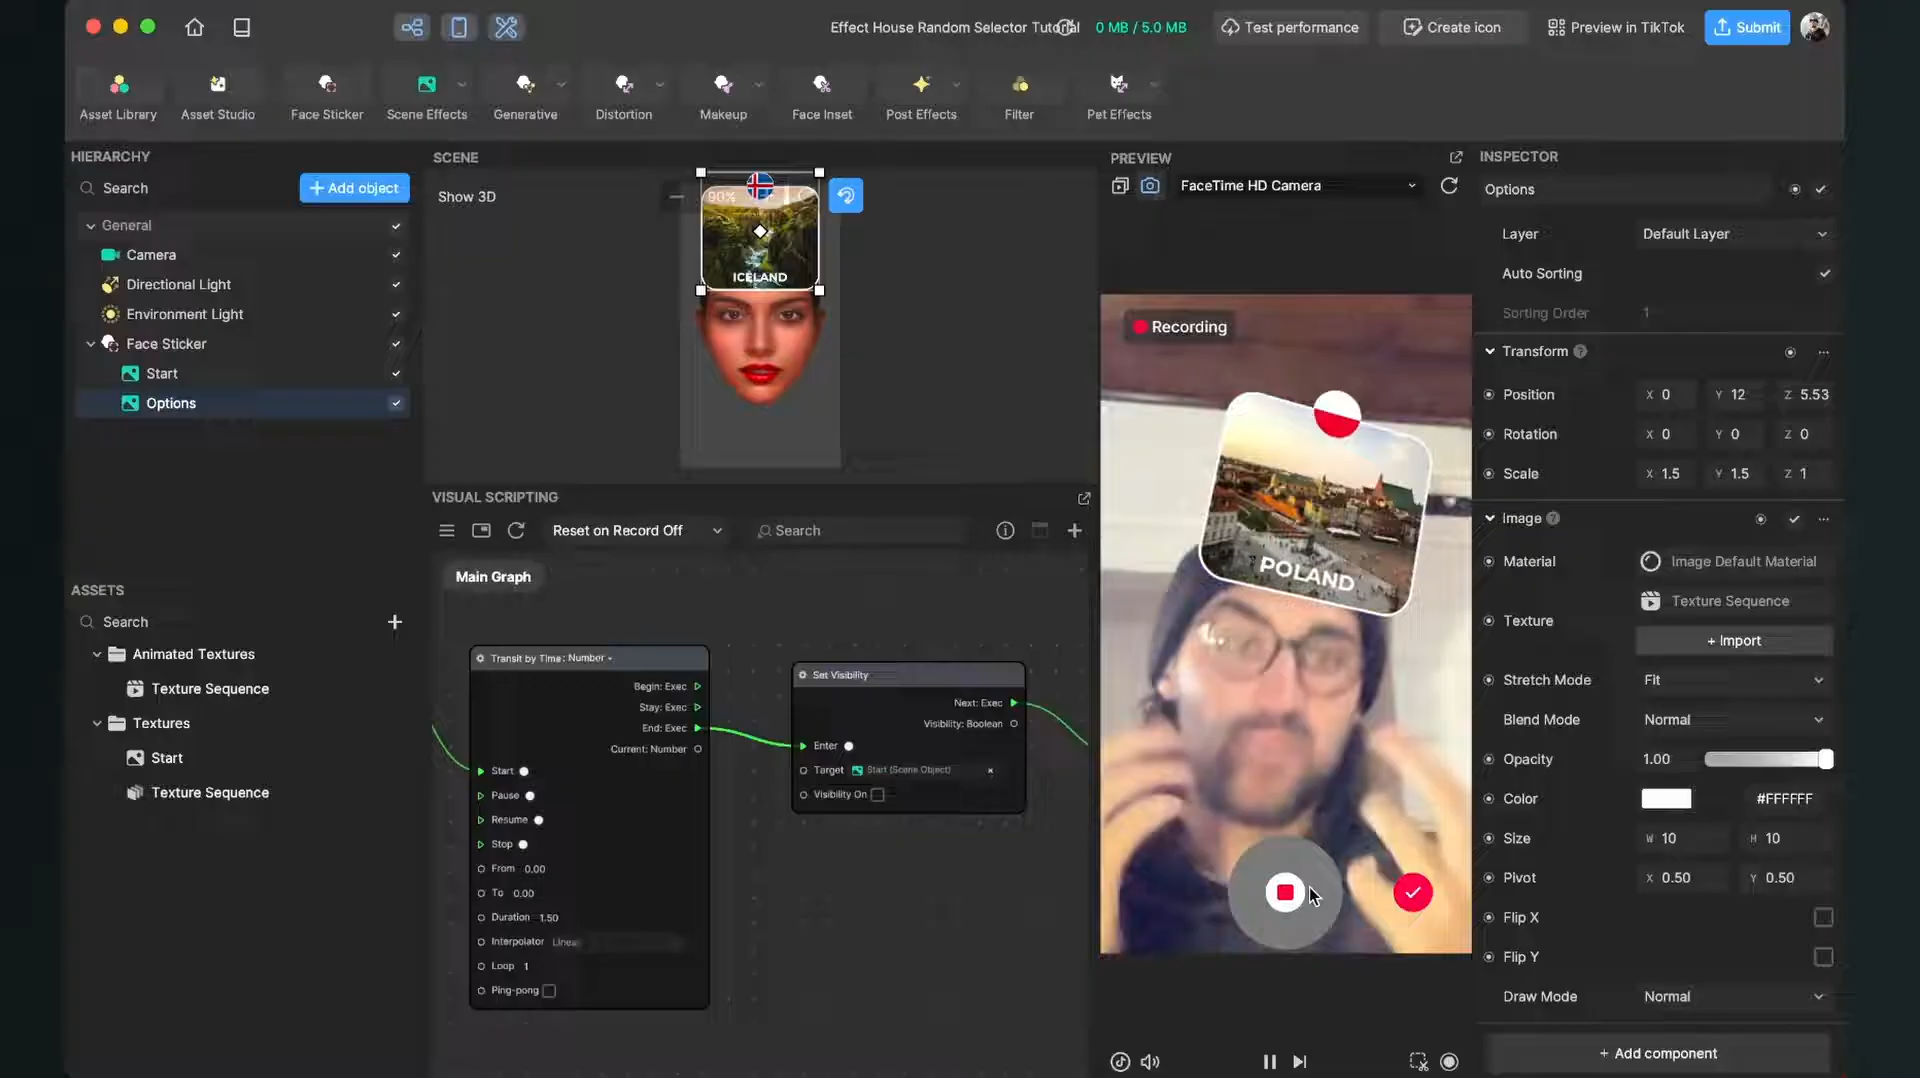 Effect House Random Selector Tutorial
0 MB / 5.0 MB
Test performance
Create icon
Preview in TikTok
Submit
Asset Library
Asset Studio
Face Sticker
Scene Effects
Generative
Distortion
Makeup
Face Inset
Post Effects
Filter
Pet Effects
HIERARCHY
Search
+ Add object
General
Camera
Directional Light
Environment Light
Face Sticker
Start
Options
ASSETS
Search
Animated Textures
Texture Sequence
Textures
Start
Texture Sequence
SCENE
Show 3D
90%
ICELAND
VISUAL SCRIPTING
Reset on Record Off
Search
Main Graph
Transit by Time: Number
Begin: Exec
Stay: Exec
End: Exec
Current: Number
Start
Pause
Resume
Stop
From 0.00
To 0.00
Duration 1.50
Interpolator Linea
Loop 1
Ping-pong
Set Visibility
Next: Exec
Visibility: Boolean
Enter
Target Start (Scene Object)
Visibility On
PREVIEW
FaceTime HD Camera
Recording
POLAND
INSPECTOR
Options
Layer Default Layer
Auto Sorting
Sorting Order 1
Transform
Position X 0 Y 12 Z 5.53
Rotation X 0 Y 0 Z 0
Scale X 1.5 Y 1.5 Z 1
Image
Material Image Default Material
Texture Texture Sequence
+ Import
Stretch Mode Fit
Blend Mode Normal
Opacity 1.00
Color #FFFFFF
Size W 10 H 10
Pivot X 0.50 Y 0.50
Flip X
Flip Y
Draw Mode Normal
+ Add component